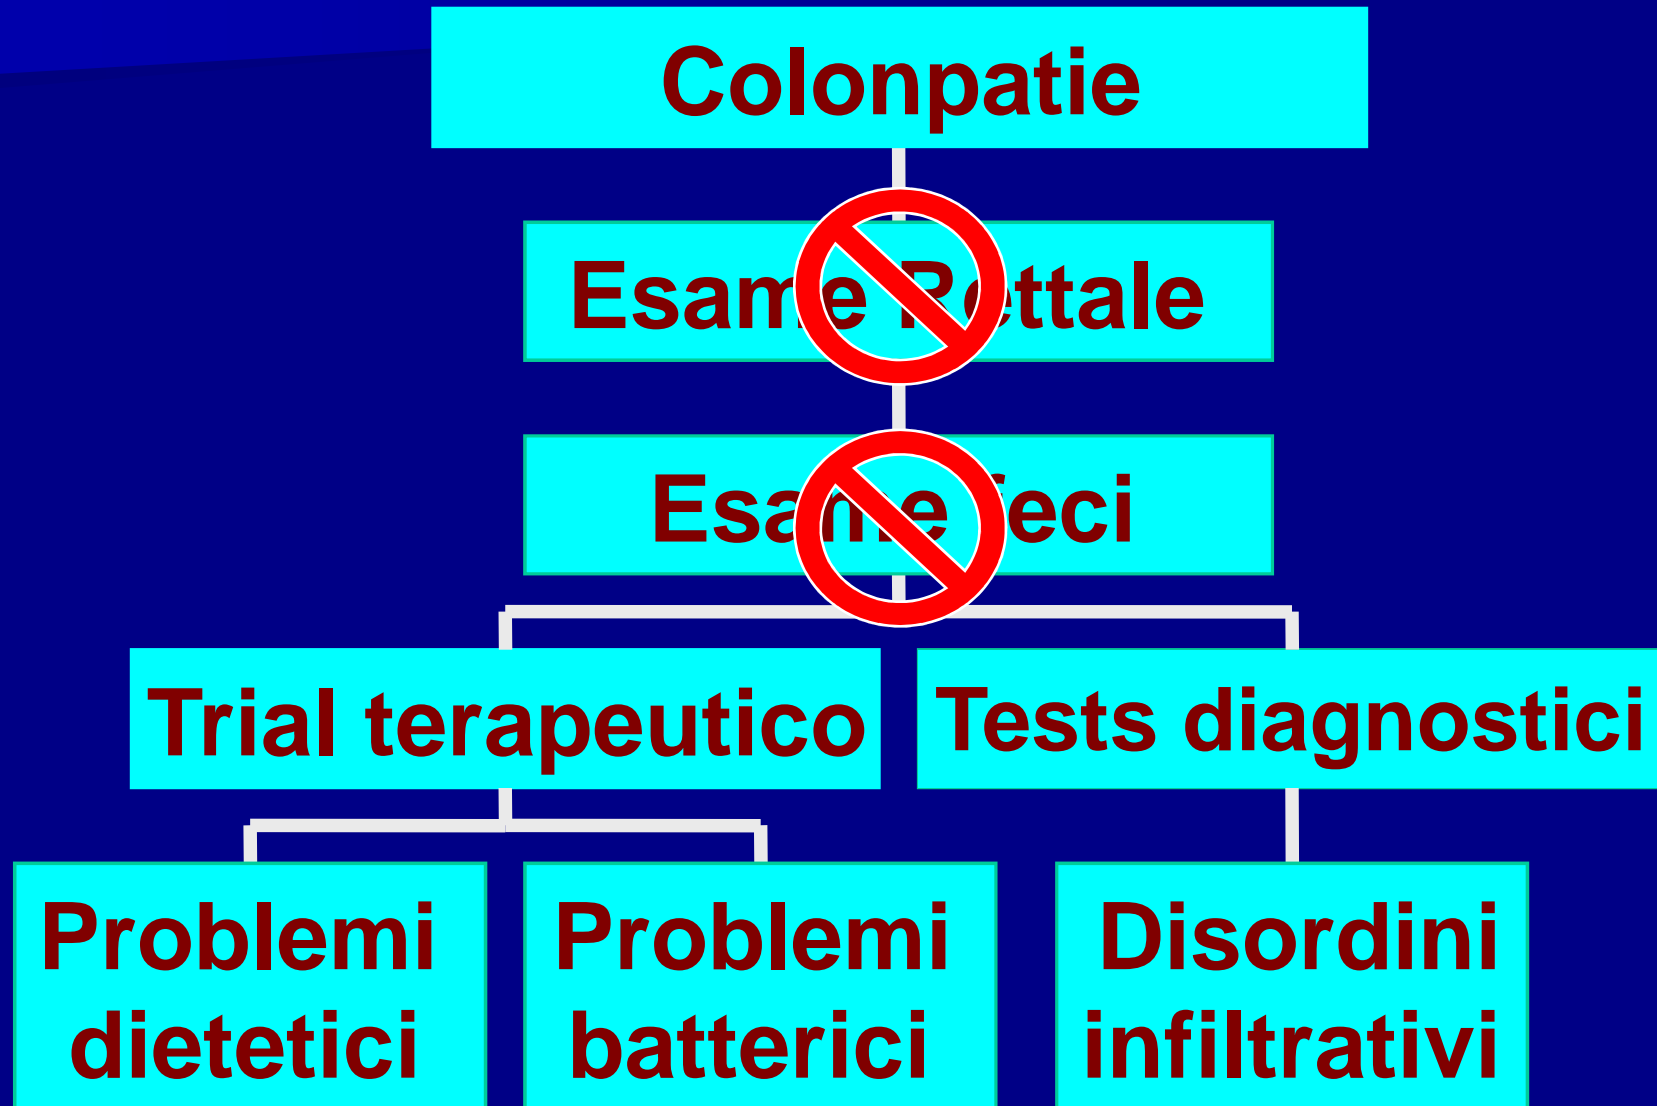 Colonpatie
Esame Rettale
Esame feci
Trial terapeutico
Tests diagnostici
Problemi
dietetici
Problemi
batterici
Disordini
infiltrativi